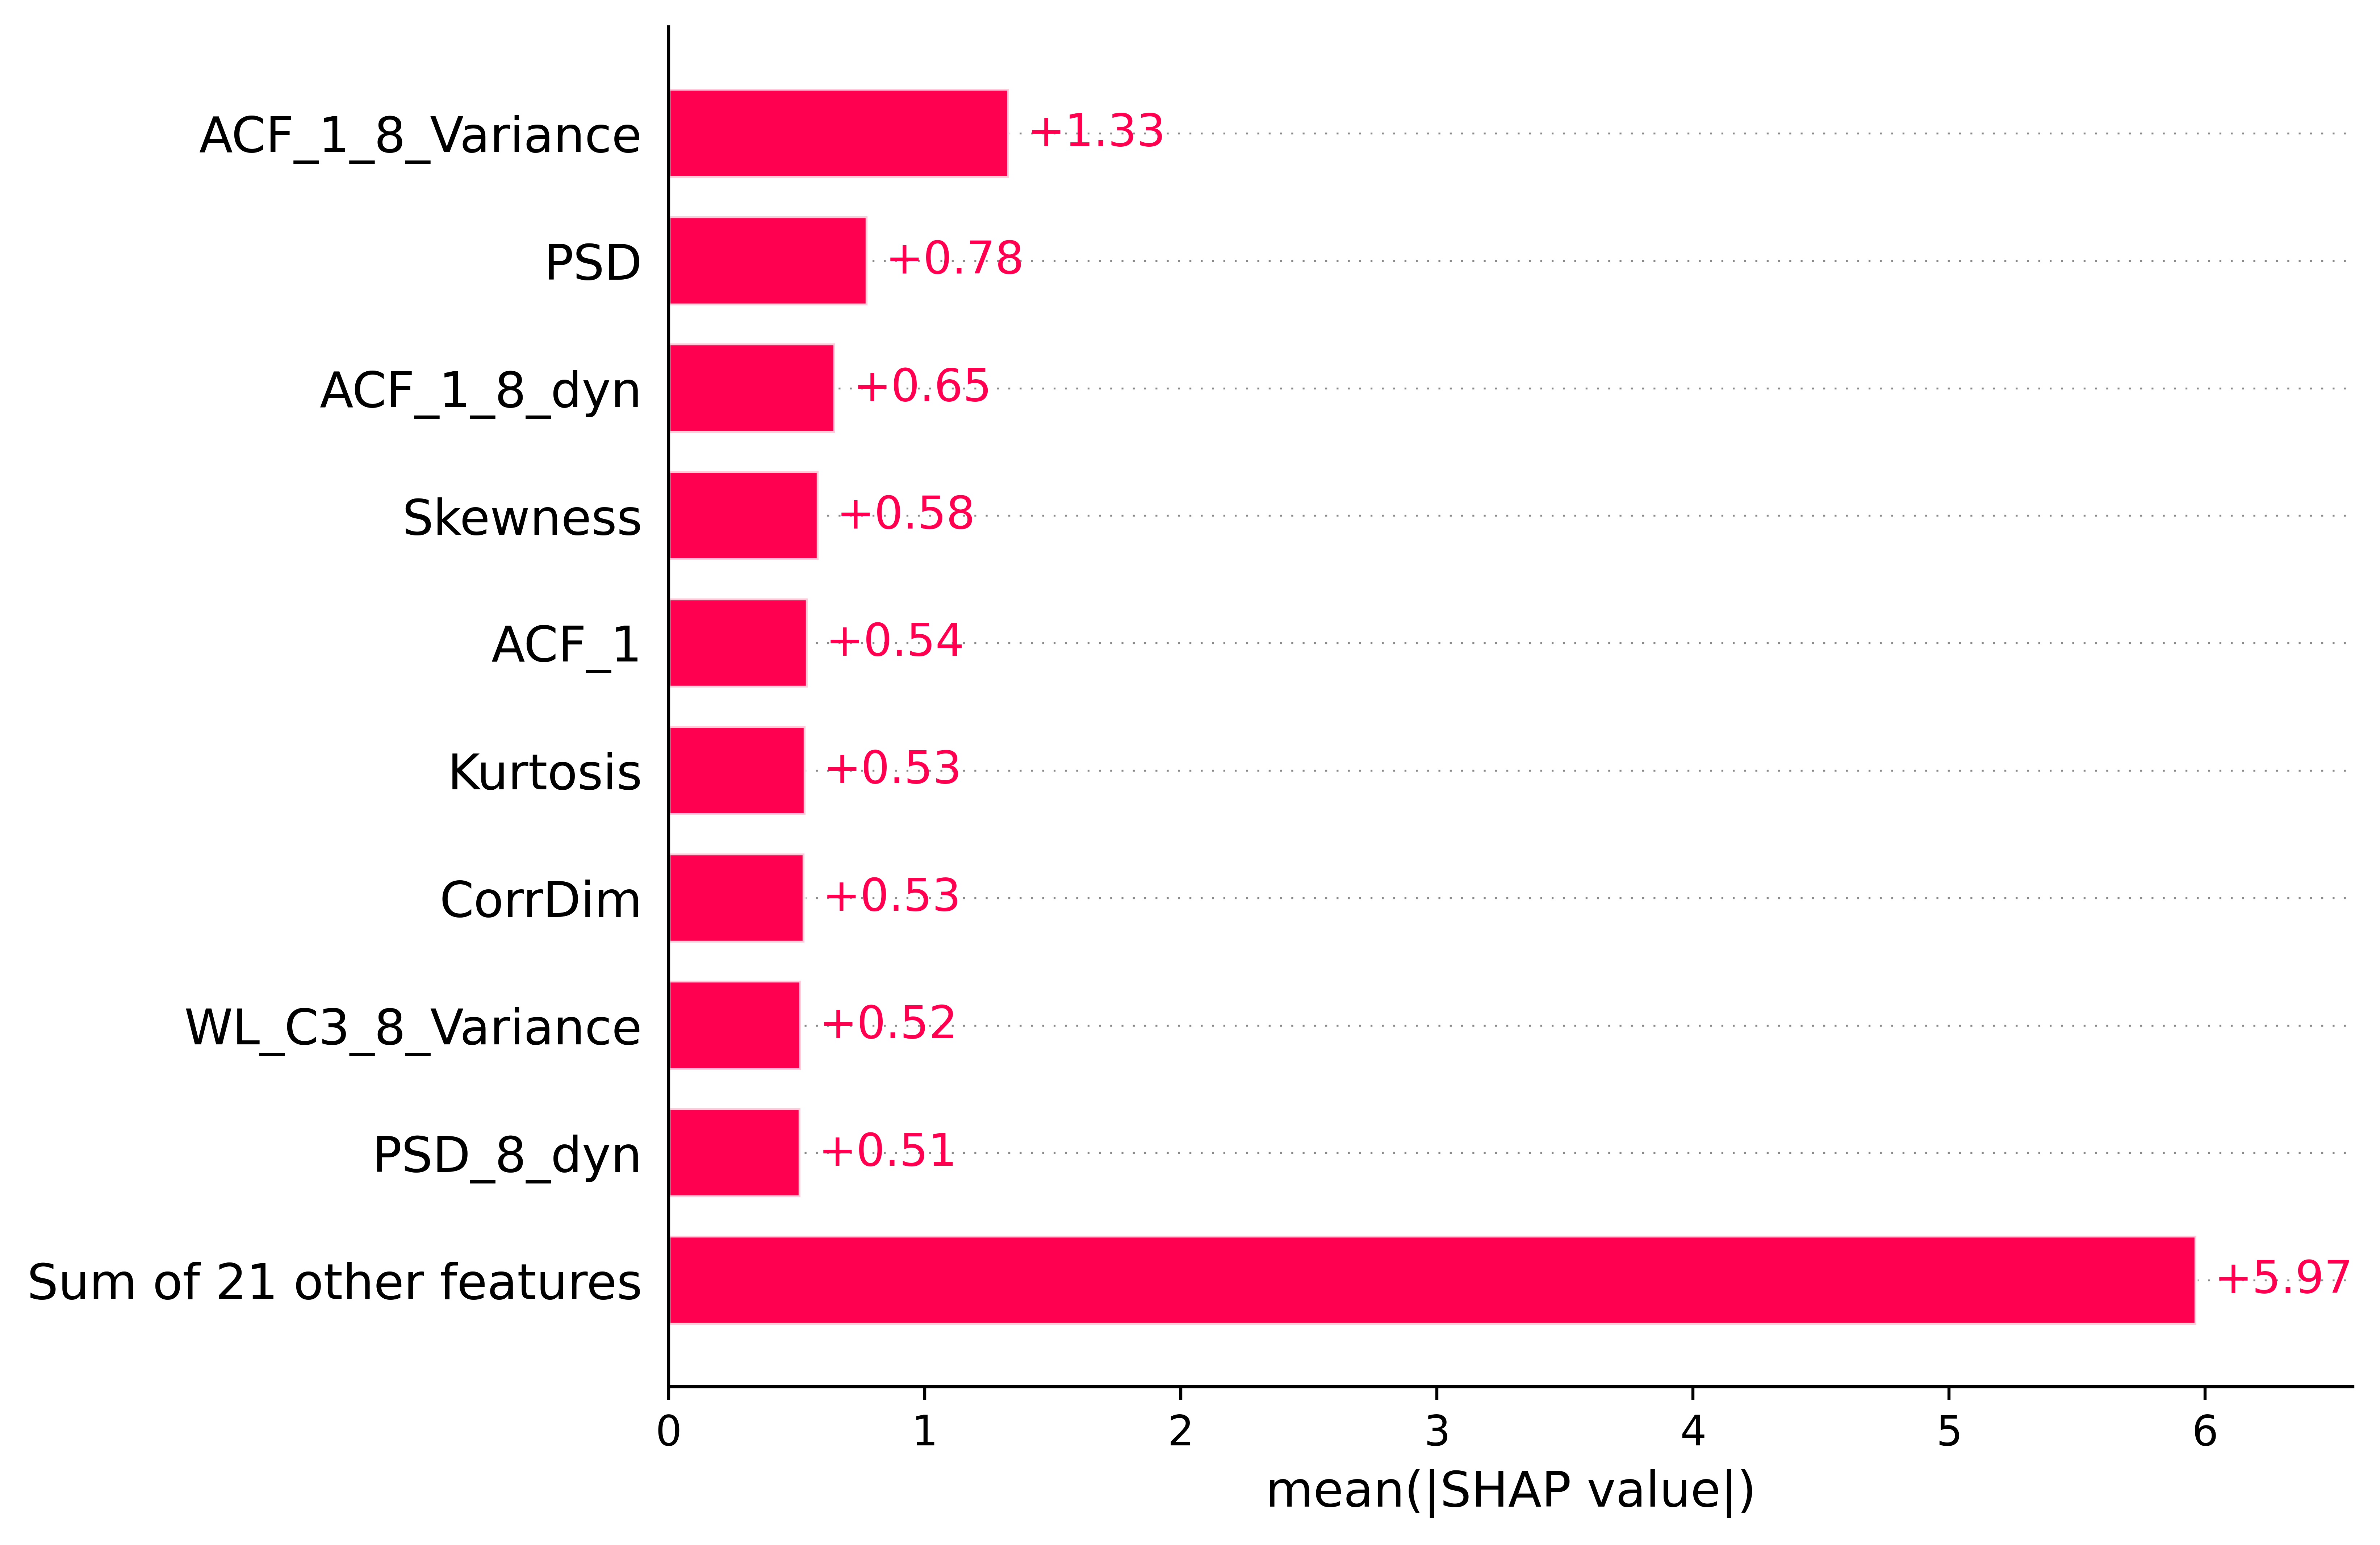 ACF_1_8_Variance +1.33
PSD +0.78
ACF_1_8_dyn +0.65
Skewness +0.58
ACF_1 +0.54
Kurtosis +0.53
CorrDim +0.53
WL_C3_8_Variance +0.52
PSD_8_dyn +0.51
Sum of 21 other features +5.97
0 1 2 3 4 5 6
mean(|SHAP value|)